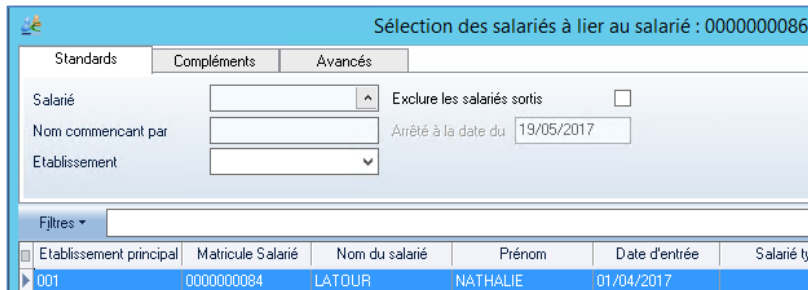 Sélection des salariés à lier au salarié : 0000000086
Standards Compléments Avancés
Salarié Exclure les salariés sortis
Nom commencant par Arrêté à la date du 19/05/2017
Etablissement
Filtres
Etablissement principal Matricule Salarié Nom du salarié Prénom Date d'entrée Salarié
001 0000000084 LATOUR NATHALIE 01/04/2017